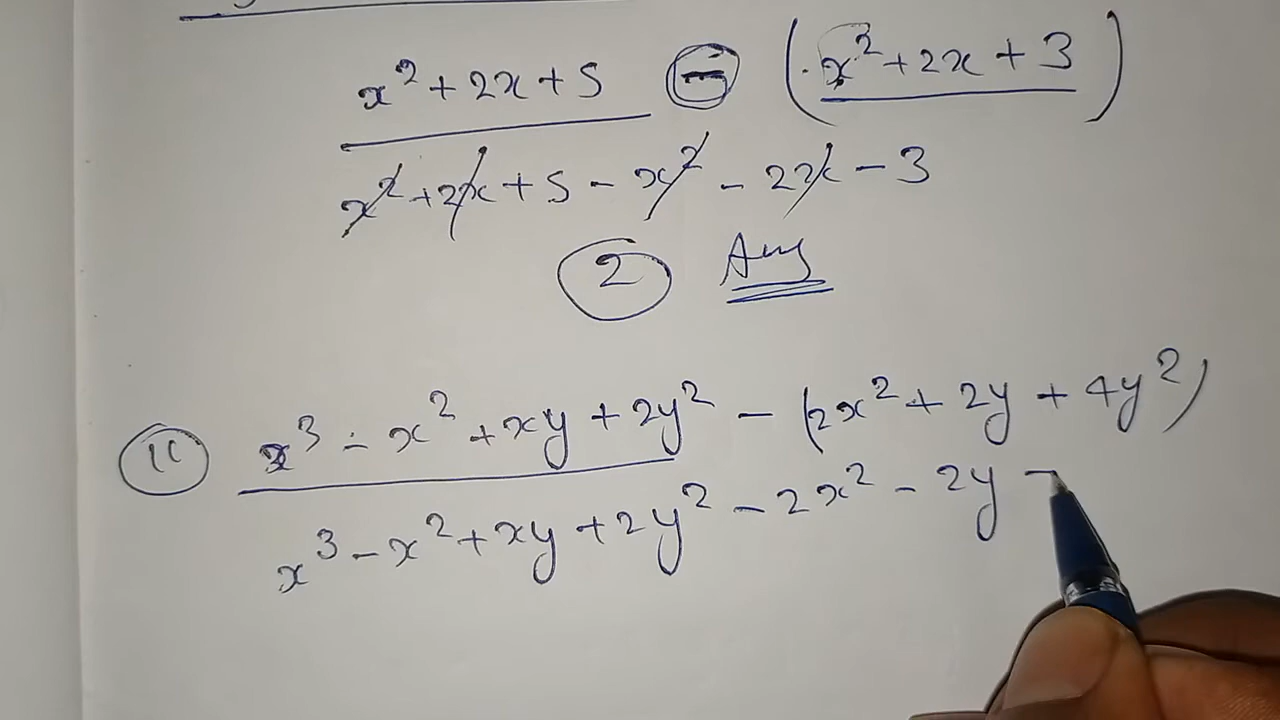 x² + 2x + 5 − (x² + 2x + 3)
x² + 2x + 5 − x² − 2x − 3
2 Ans
ii x³ − x² + xy + 2y² − (2x² + 2y + 4y²)
x³ − x² + xy + 2y² − 2x² − 2y −